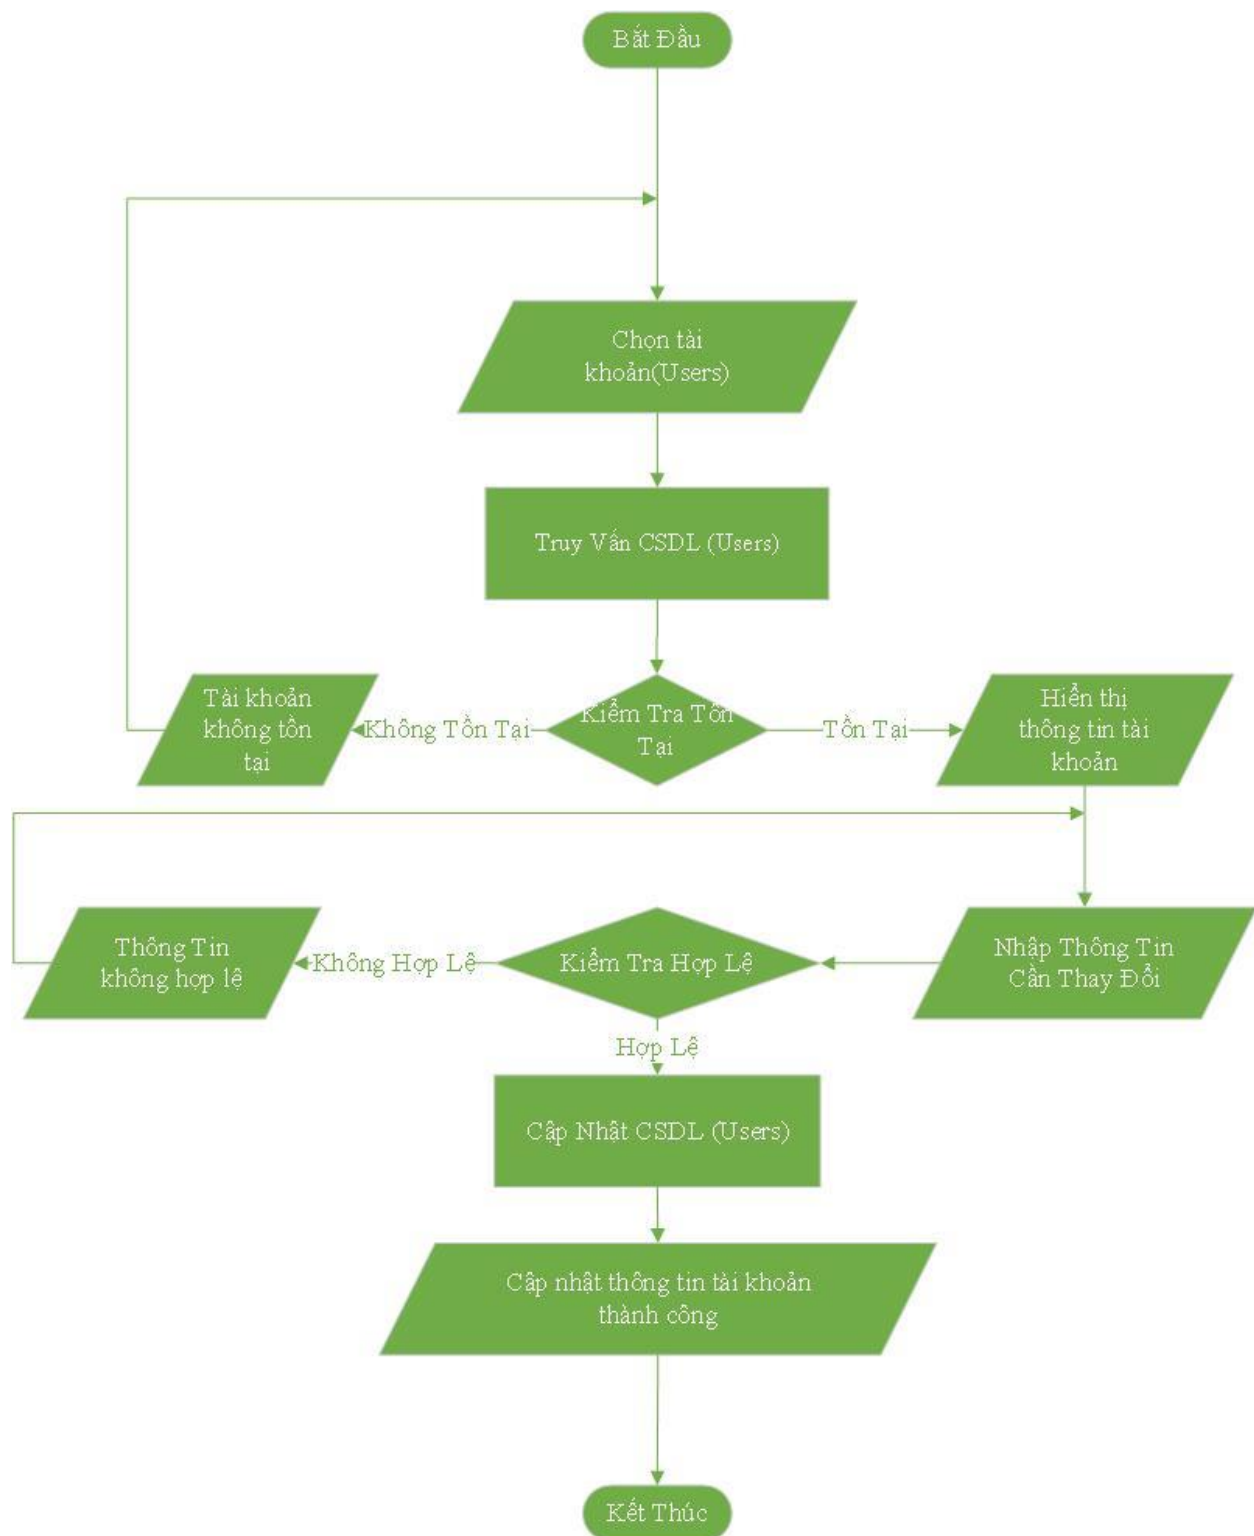 Bắt Đầu
Chọn tài
khoản(Users)
Truy Vấn CSDL (Users)
Tài khoản
không tồn
tại
Không Tồn Tại
Kiểm Tra Tồn
Tại
Tồn Tại
Hiển thị
thông tin tài
khoản
Thông Tin
không hợp lệ
Không Hợp Lệ
Kiểm Tra Hợp Lệ
Nhập Thông Tin
Cần Thay Đổi
Hợp Lệ
Cập Nhật CSDL (Users)
Cập nhật thông tin tài khoản
thành công
Kết Thúc